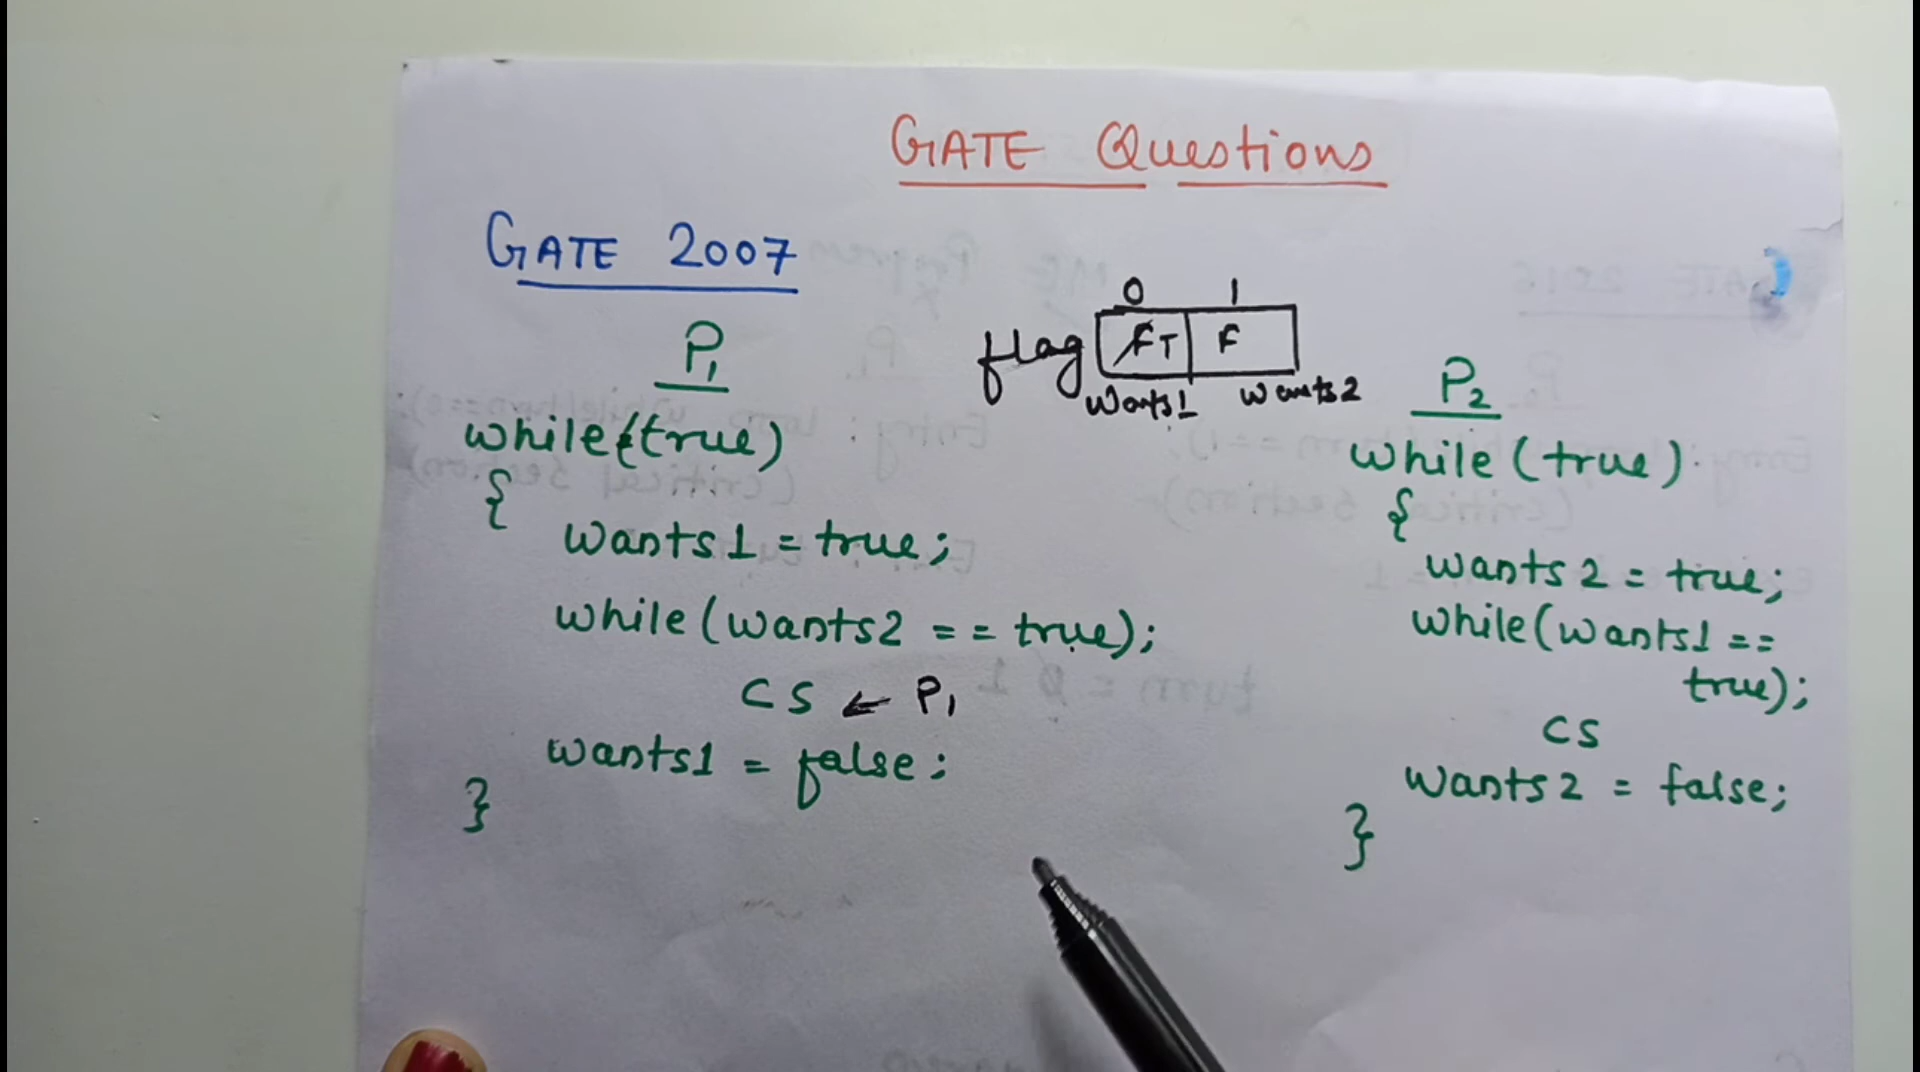 GATE Questions
GATE 2007
0 1
flag F T F
wants1 wants2
P1
while(true)
{
wants1 = true;
while(wants2 == true);
CS ← P1
wants1 = false;
}
P2
while(true)
{
wants2 = true;
while(wants1 ==
true);
CS
wants2 = false;
}